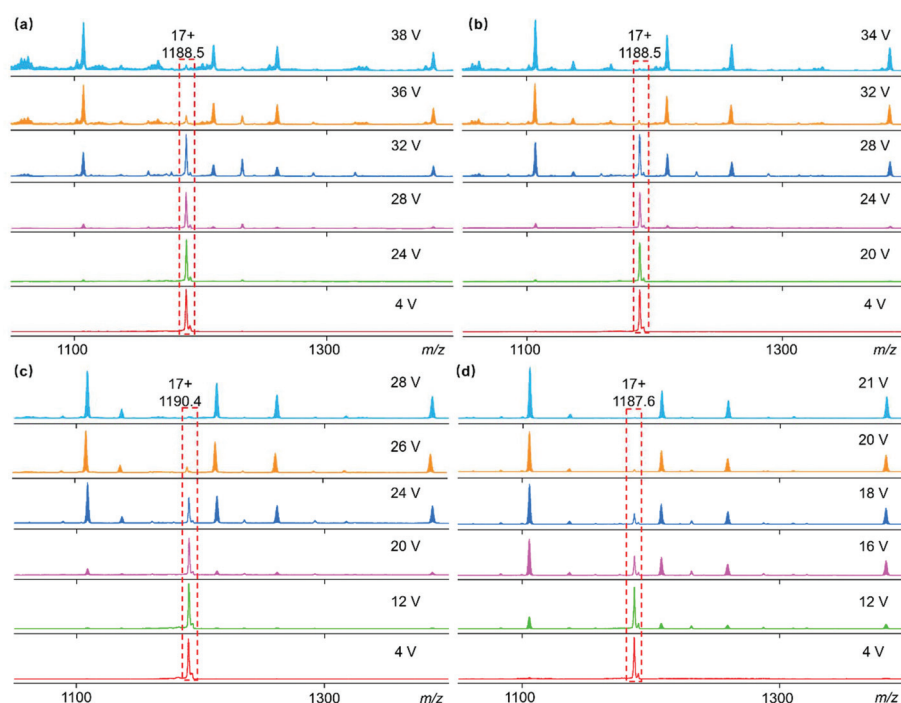 (a)
17+
1188.5
38 V
36 V
32 V
28 V
24 V
4 V
1100
1300
m/z
(b)
17+
1188.5
34 V
32 V
28 V
24 V
20 V
4 V
1100
1300
m/z
(c)
17+
1190.4
28 V
26 V
24 V
20 V
12 V
4 V
1100
1300
m/z
(d)
17+
1187.6
21 V
20 V
18 V
16 V
12 V
4 V
1100
1300
m/z